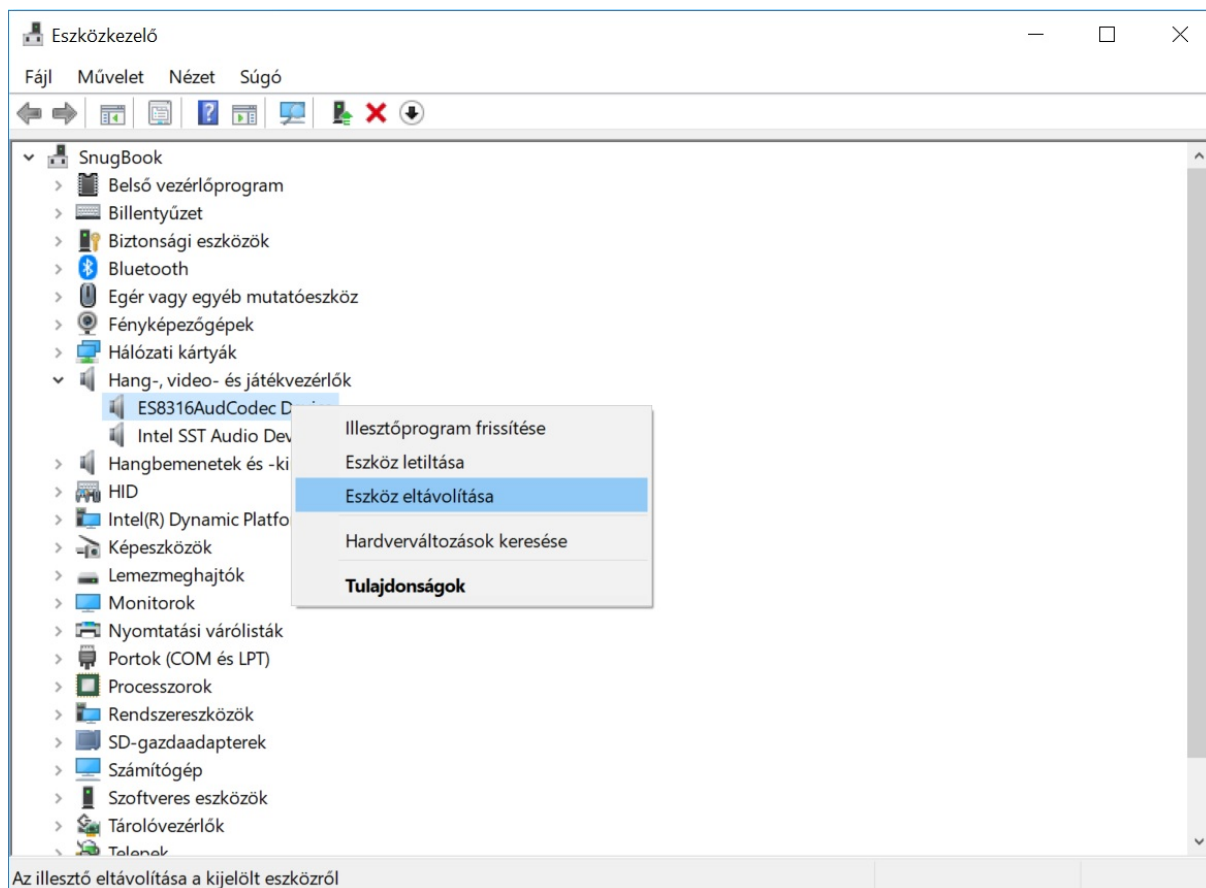 Eszközkezelő
Fájl Művelet Nézet Súgó
SnugBook
Belső vezérlőprogram
Billentyűzet
Biztonsági eszközök
Bluetooth
Egér vagy egyéb mutatóeszköz
Fényképezőgépek
Hálózati kártyák
Hang-, video- és játékvezérlők
ES8316AudCodec
Intel SST Audio
Hangbemenetek és
HID
Intel(R) Dynamic
Képeszközök
Lemezmeghajtók
Monitorok
Nyomtatási várólisták
Portok (COM és LPT)
Processzorok
Rendszereszközök
SD-gazdaadapterek
Számítógép
Szoftveres eszközök
Tárolóvezérlők
Telepek
Illesztőprogram frissítése
Eszköz letiltása
Eszköz eltávolítása
Hardverváltozások keresése
Tulajdonságok
Az illesztő eltávolítása a kijelölt eszközről